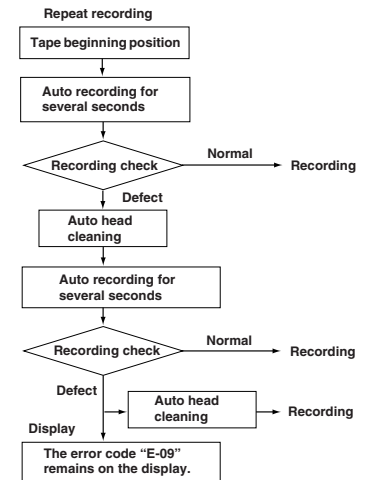 Repeat recording
Tape beginning position
Auto recording for
several seconds
Recording check
Normal
Recording
Defect
Auto head
cleaning
Auto recording for
several seconds
Recording check
Normal
Recording
Defect
Auto head
cleaning
Recording
Display
The error code “E-09”
remains on the display.